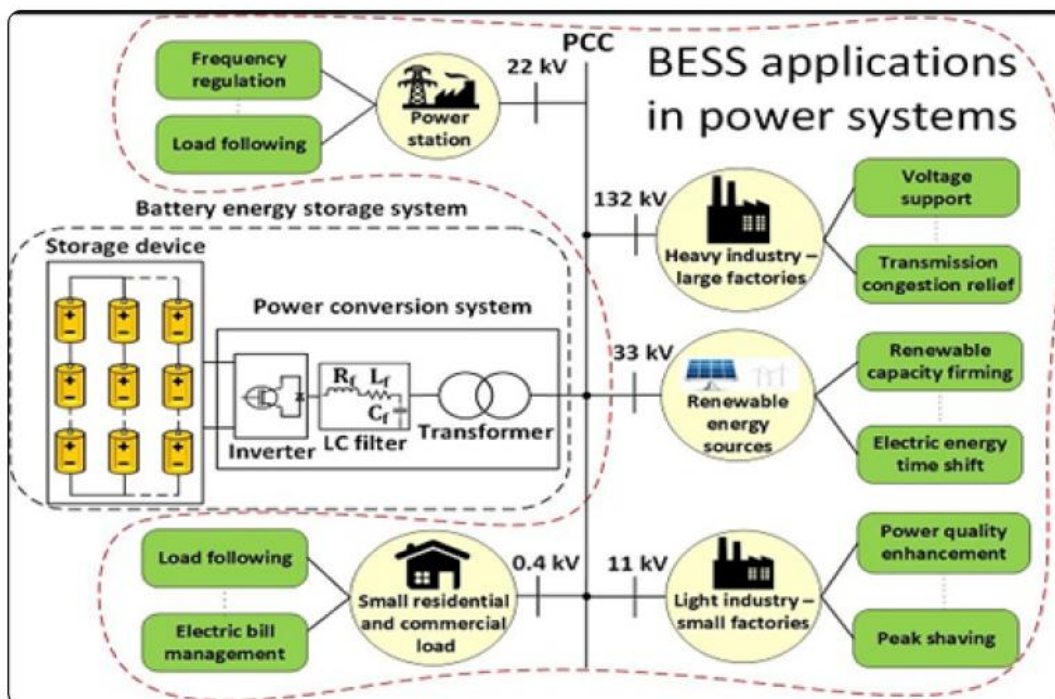 PCC
BESS applications
in power systems
Frequency
regulation
Load following
Power
station
22 kV
132 kV
Heavy industry –
large factories
Voltage
support
Transmission
congestion relief
Battery energy storage system
Storage device
Power conversion system
+ + +
− − −
+ + +
− − −
+ + +
− − −
Inverter
Rf Lf
Cf
LC filter
Transformer
33 kV
Renewable
energy
sources
Renewable
capacity firming
Electric energy
time shift
Load following
Electric bill
management
Small residential
and commercial
load
0.4 kV
11 kV
Light industry –
small factories
Power quality
enhancement
Peak shaving